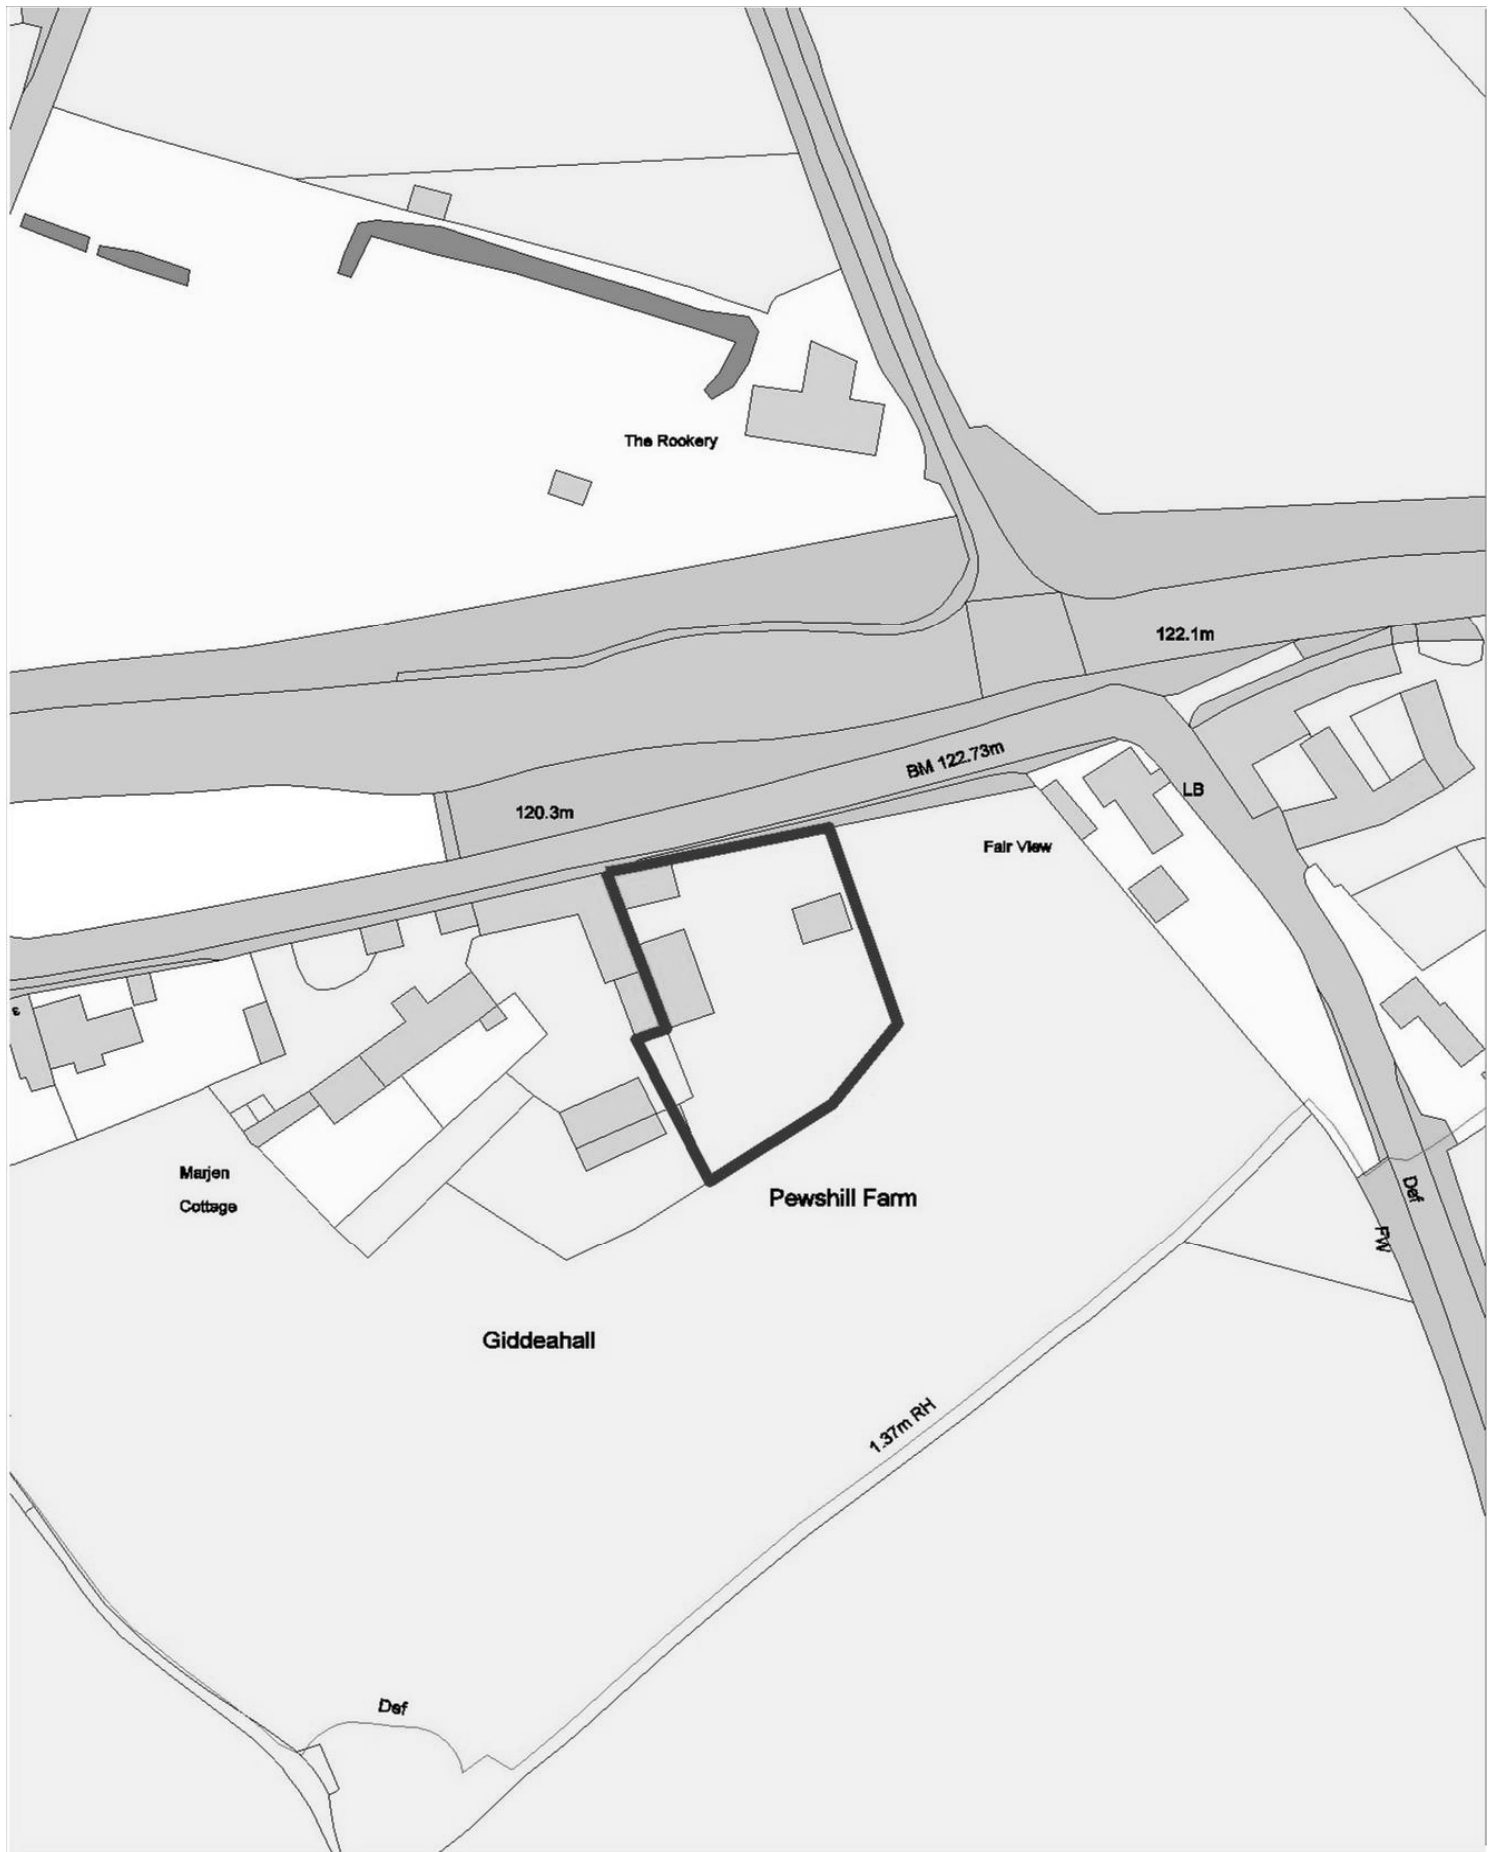 The Rookery
122.1m
BM 122.73m
LB
120.3m
Fair View
Marjen
Cottage
Pewshill Farm
Def
FW
Giddeahall
1.37m RH
Def